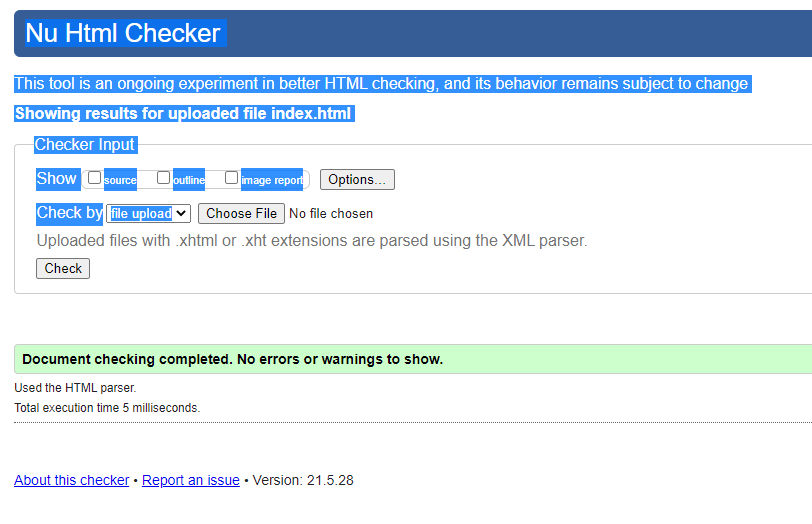 Nu Html Checker
This tool is an ongoing experiment in better HTML checking, and its behavior remains subject to change
Showing results for uploaded file index.html
Checker Input
Show source outline image report Options...
Check by file upload Choose File No file chosen
Uploaded files with .xhtml or .xht extensions are parsed using the XML parser.
Check
Document checking completed. No errors or warnings to show.
Used the HTML parser.
Total execution time 5 milliseconds.
About this checker • Report an issue • Version: 21.5.28